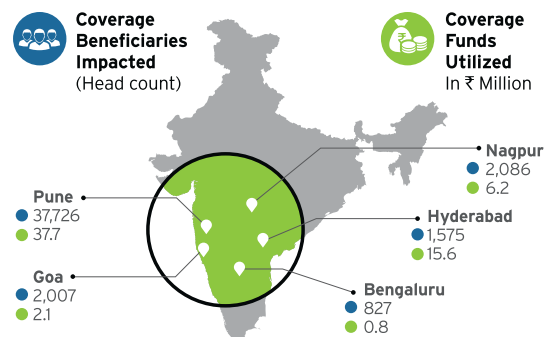 Coverage
Beneficiaries
Impacted
(Head count)
Coverage
Funds
Utilized
In ₹ Million
Nagpur
2,086
6.2
Pune
37,726
37.7
Hyderabad
1,575
15.6
Goa
2,007
2.1
Bengaluru
827
0.8